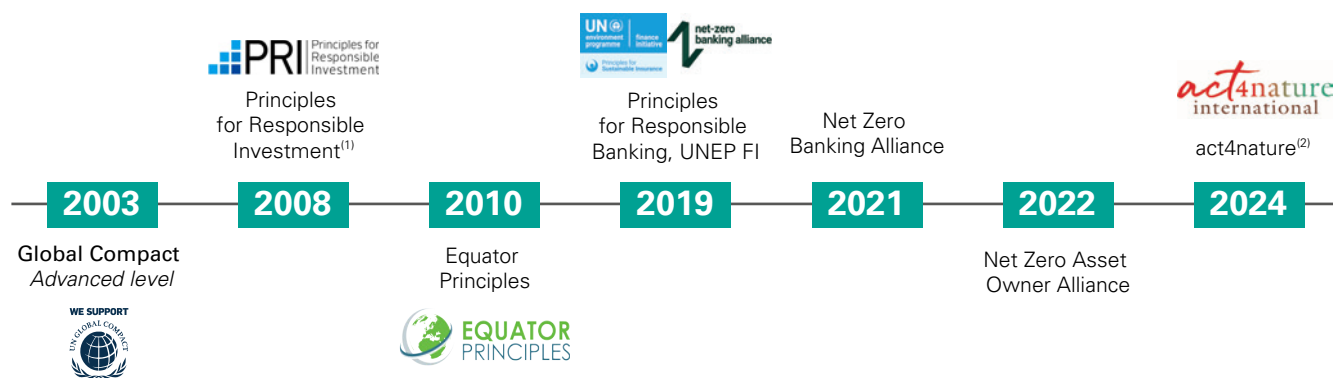 PRI
Principles for
Responsible
Investment
Principles
for Responsible
Investment(1)
UN
environment
programme
finance
initiative
Principles for
Sustainable Insurance
net-zero
banking alliance
Principles
for Responsible
Banking, UNEP FI
Net Zero
Banking Alliance
act4nature
international
act4nature(2)
2003
2008
2010
2019
2021
2022
2024
Global Compact
Advanced level
WE SUPPORT
UN GLOBAL COMPACT
Equator
Principles
EQUATOR
PRINCIPLES
Net Zero Asset
Owner Alliance